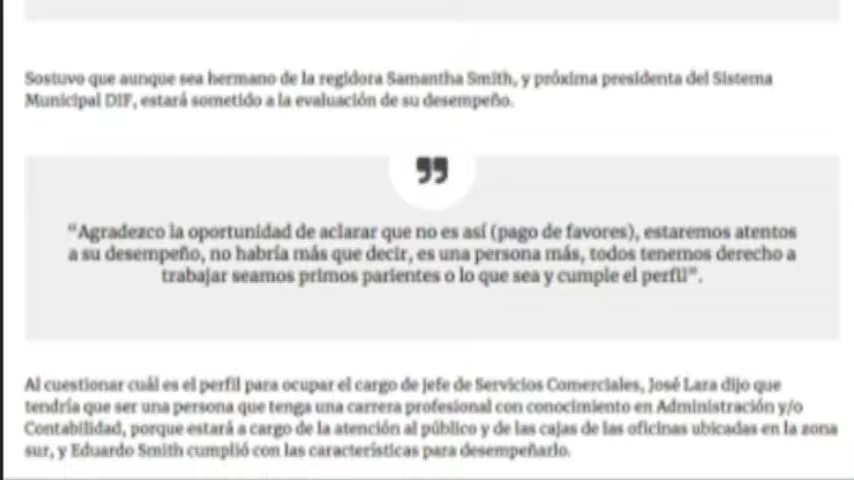 Sostuvo que aunque sea hermano de la regidora Samantha Smith, y próxima presidenta del Sistema
Municipal DIF, estará sometido a la evaluación de su desempeño.
”
“Agradezco la oportunidad de aclarar que no es así (pago de favores), estaremos atentos
a su desempeño, no habría más que decir, es una persona más, todos tenemos derecho a
trabajar seamos primos parientes o lo que sea y cumple el perfil”.
Al cuestionar cuál es el perfil para ocupar el cargo de Jefe de Servicios Comerciales, José Lara dijo que
tendría que ser una persona que tenga una carrera profesional con conocimiento en Administración y/o
Contabilidad, porque estará a cargo de la atención al público y de las cajas de las oficinas ubicadas en la zona
sur, y Eduardo Smith cumplió con las características para desempeñarlo.